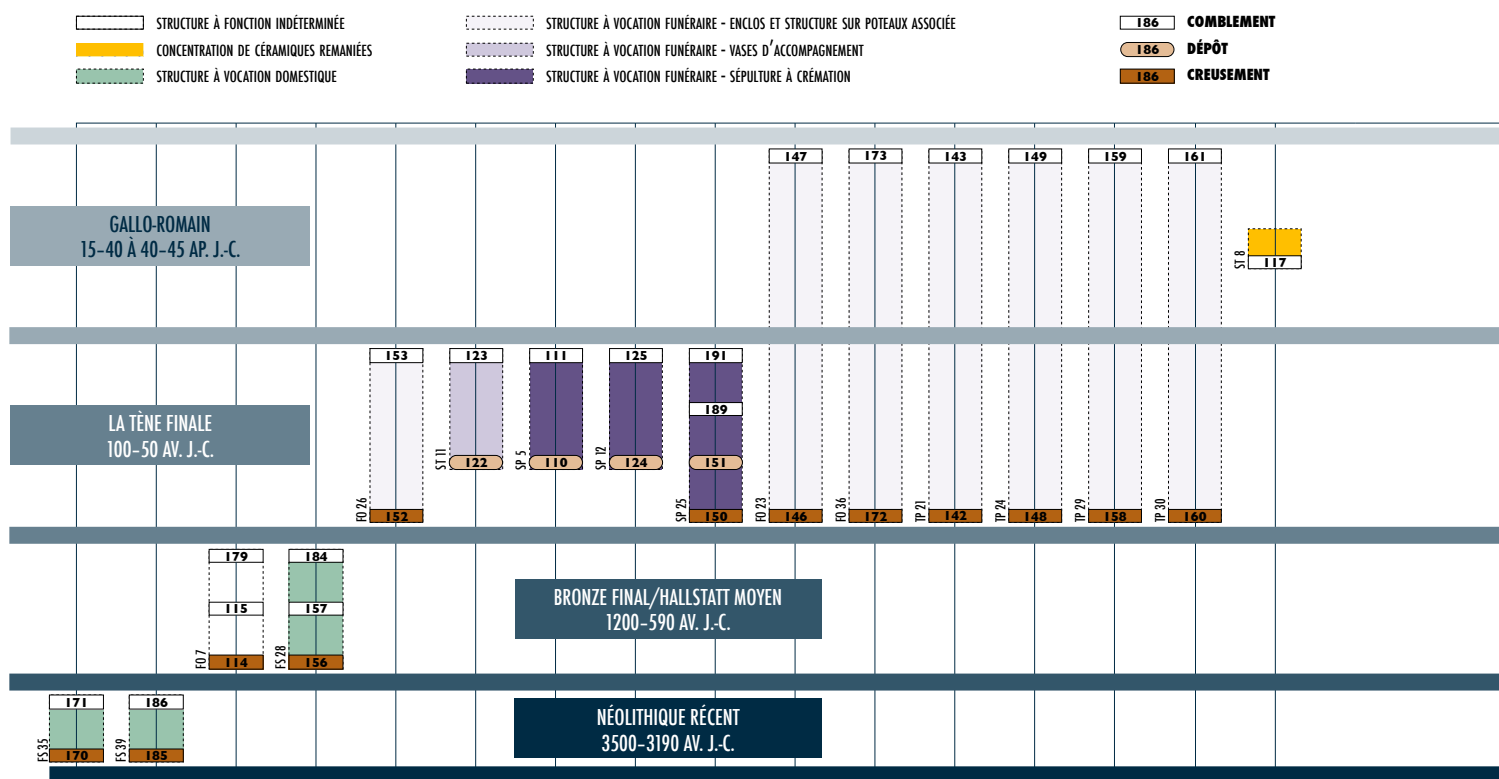 STRUCTURE À FONCTION INDÉTERMINÉE
CONCENTRATION DE CÉRAMIQUES REMANIÉES
STRUCTURE À VOCATION DOMESTIQUE
STRUCTURE À VOCATION FUNÉRAIRE - ENCLOS ET STRUCTURE SUR POTEAUX ASSOCIÉE
STRUCTURE À VOCATION FUNÉRAIRE - VASES D'ACCOMPAGNEMENT
STRUCTURE À VOCATION FUNÉRAIRE - SÉPULTURE À CRÉMATION
186 COMBLEMENT
186 DÉPÔT
186 CREUSEMENT
147 173 143 149 159 161
GALLO-ROMAIN
15-40 À 40-45 AP. J.-C.
ST 8
117
153 123 111 125 191
189
LA TÈNE FINALE
100-50 AV. J.-C.
ST 11 122 SP 5 110 SP 12 124 151
FO 26 152 SP 25 150 FO 23 146 FO 36 172 TP 21 142 TP 24 148 TP 29 158 TP 30 160
179 184
115 157
BRONZE FINAL/HALLSTATT MOYEN
1200-590 AV. J.-C.
FO 7 114 FS 28 156
171 186
NÉOLITHIQUE RÉCENT
3500-3190 AV. J.-C.
FS 35 170 FS 39 185